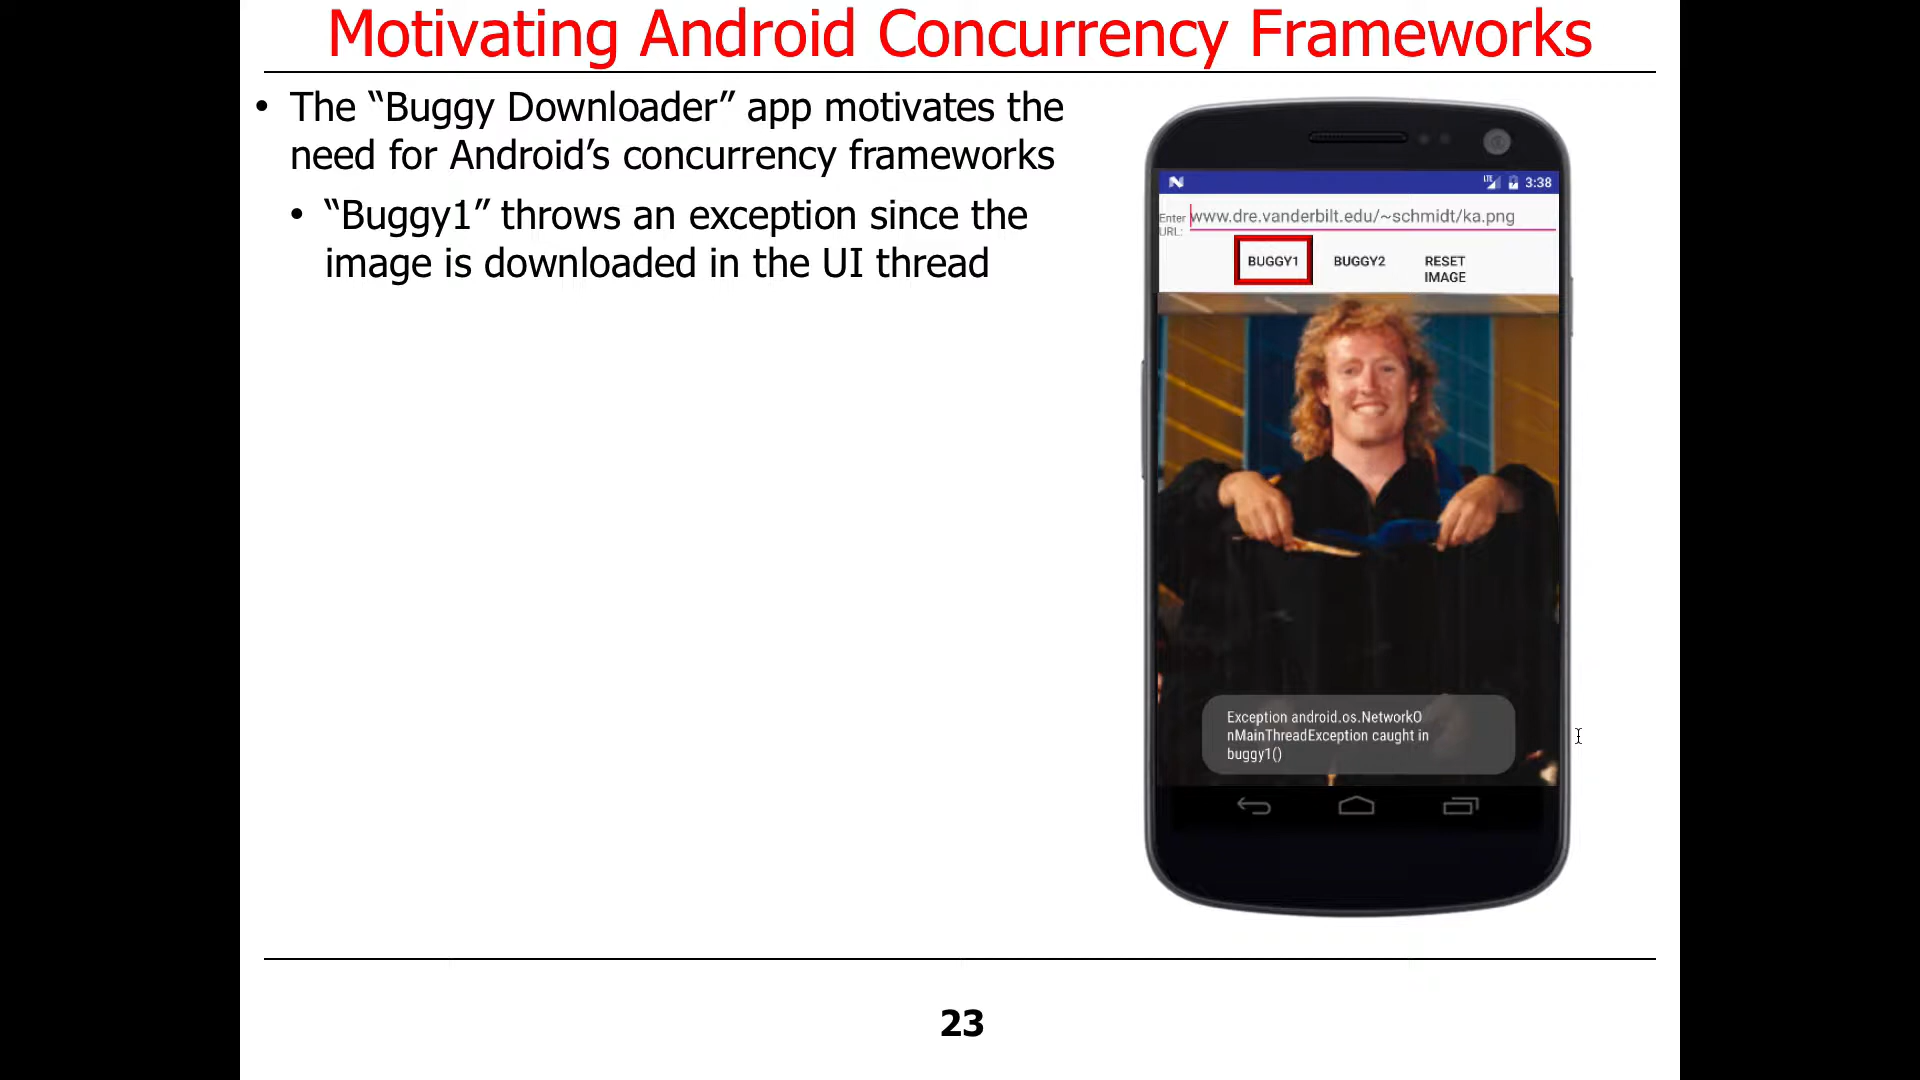 Motivating Android Concurrency Frameworks
• The “Buggy Downloader” app motivates the
need for Android’s concurrency frameworks
• “Buggy1” throws an exception since the
image is downloaded in the UI thread
LTE 3:38
Enter
URL:
www.dre.vanderbilt.edu/~schmidt/ka.png
BUGGY1 BUGGY2 RESET
IMAGE
Exception android.os.NetworkO
nMainThreadException caught in
buggy1()
23